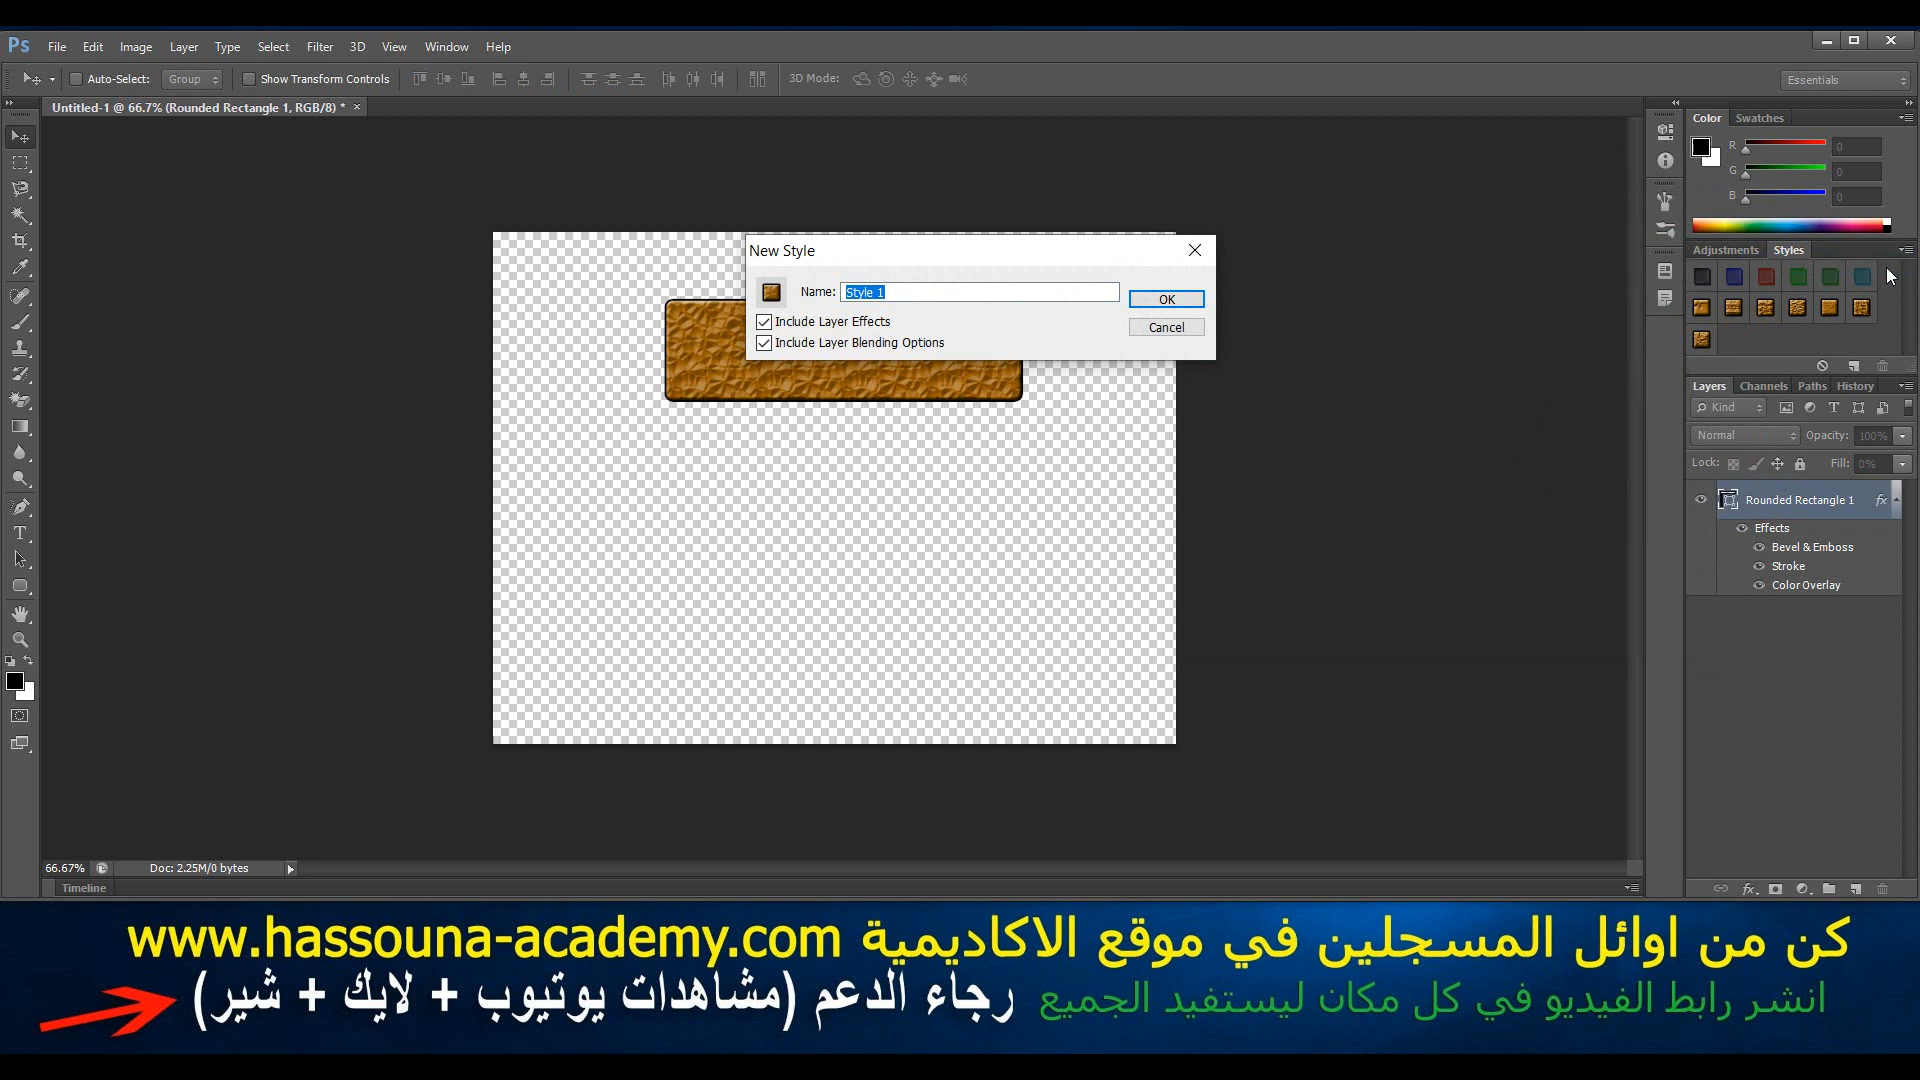 Ps File Edit Image Layer Type Select Filter 3D View Window Help
Auto-Select: Group Show Transform Controls 3D Mode: Essentials
Untitled-1 @ 66.7% (Rounded Rectangle 1, RGB/8) * ×
Color Swatches
R 0
G 0
B 0
Adjustments Styles
New Style
Name: Style 1
OK
Include Layer Effects
Cancel
Include Layer Blending Options
Layers Channels Paths History
Kind
Normal Opacity: 100%
Lock: Fill: 0%
Rounded Rectangle 1 fx
Effects
Bevel & Emboss
Stroke
Color Overlay
66.67% Doc: 2.25M/0 bytes
Timeline
كن من اوائل المسجلين في موقع الاكاديمية www.hassouna-academy.com
انشر رابط الفيديو في كل مكان ليستفيد الجميع رجاء الدعم (مشاهدات يوتيوب + لايك + شير)